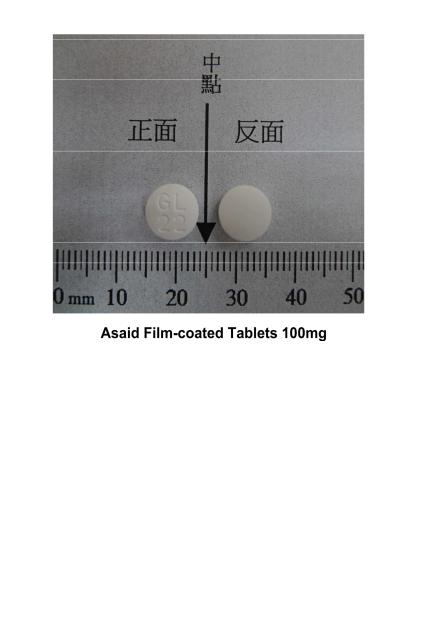 中
點
正面 反面
GL
22
0 mm 10 20 30 40 50
Asaid Film-coated Tablets 100mg